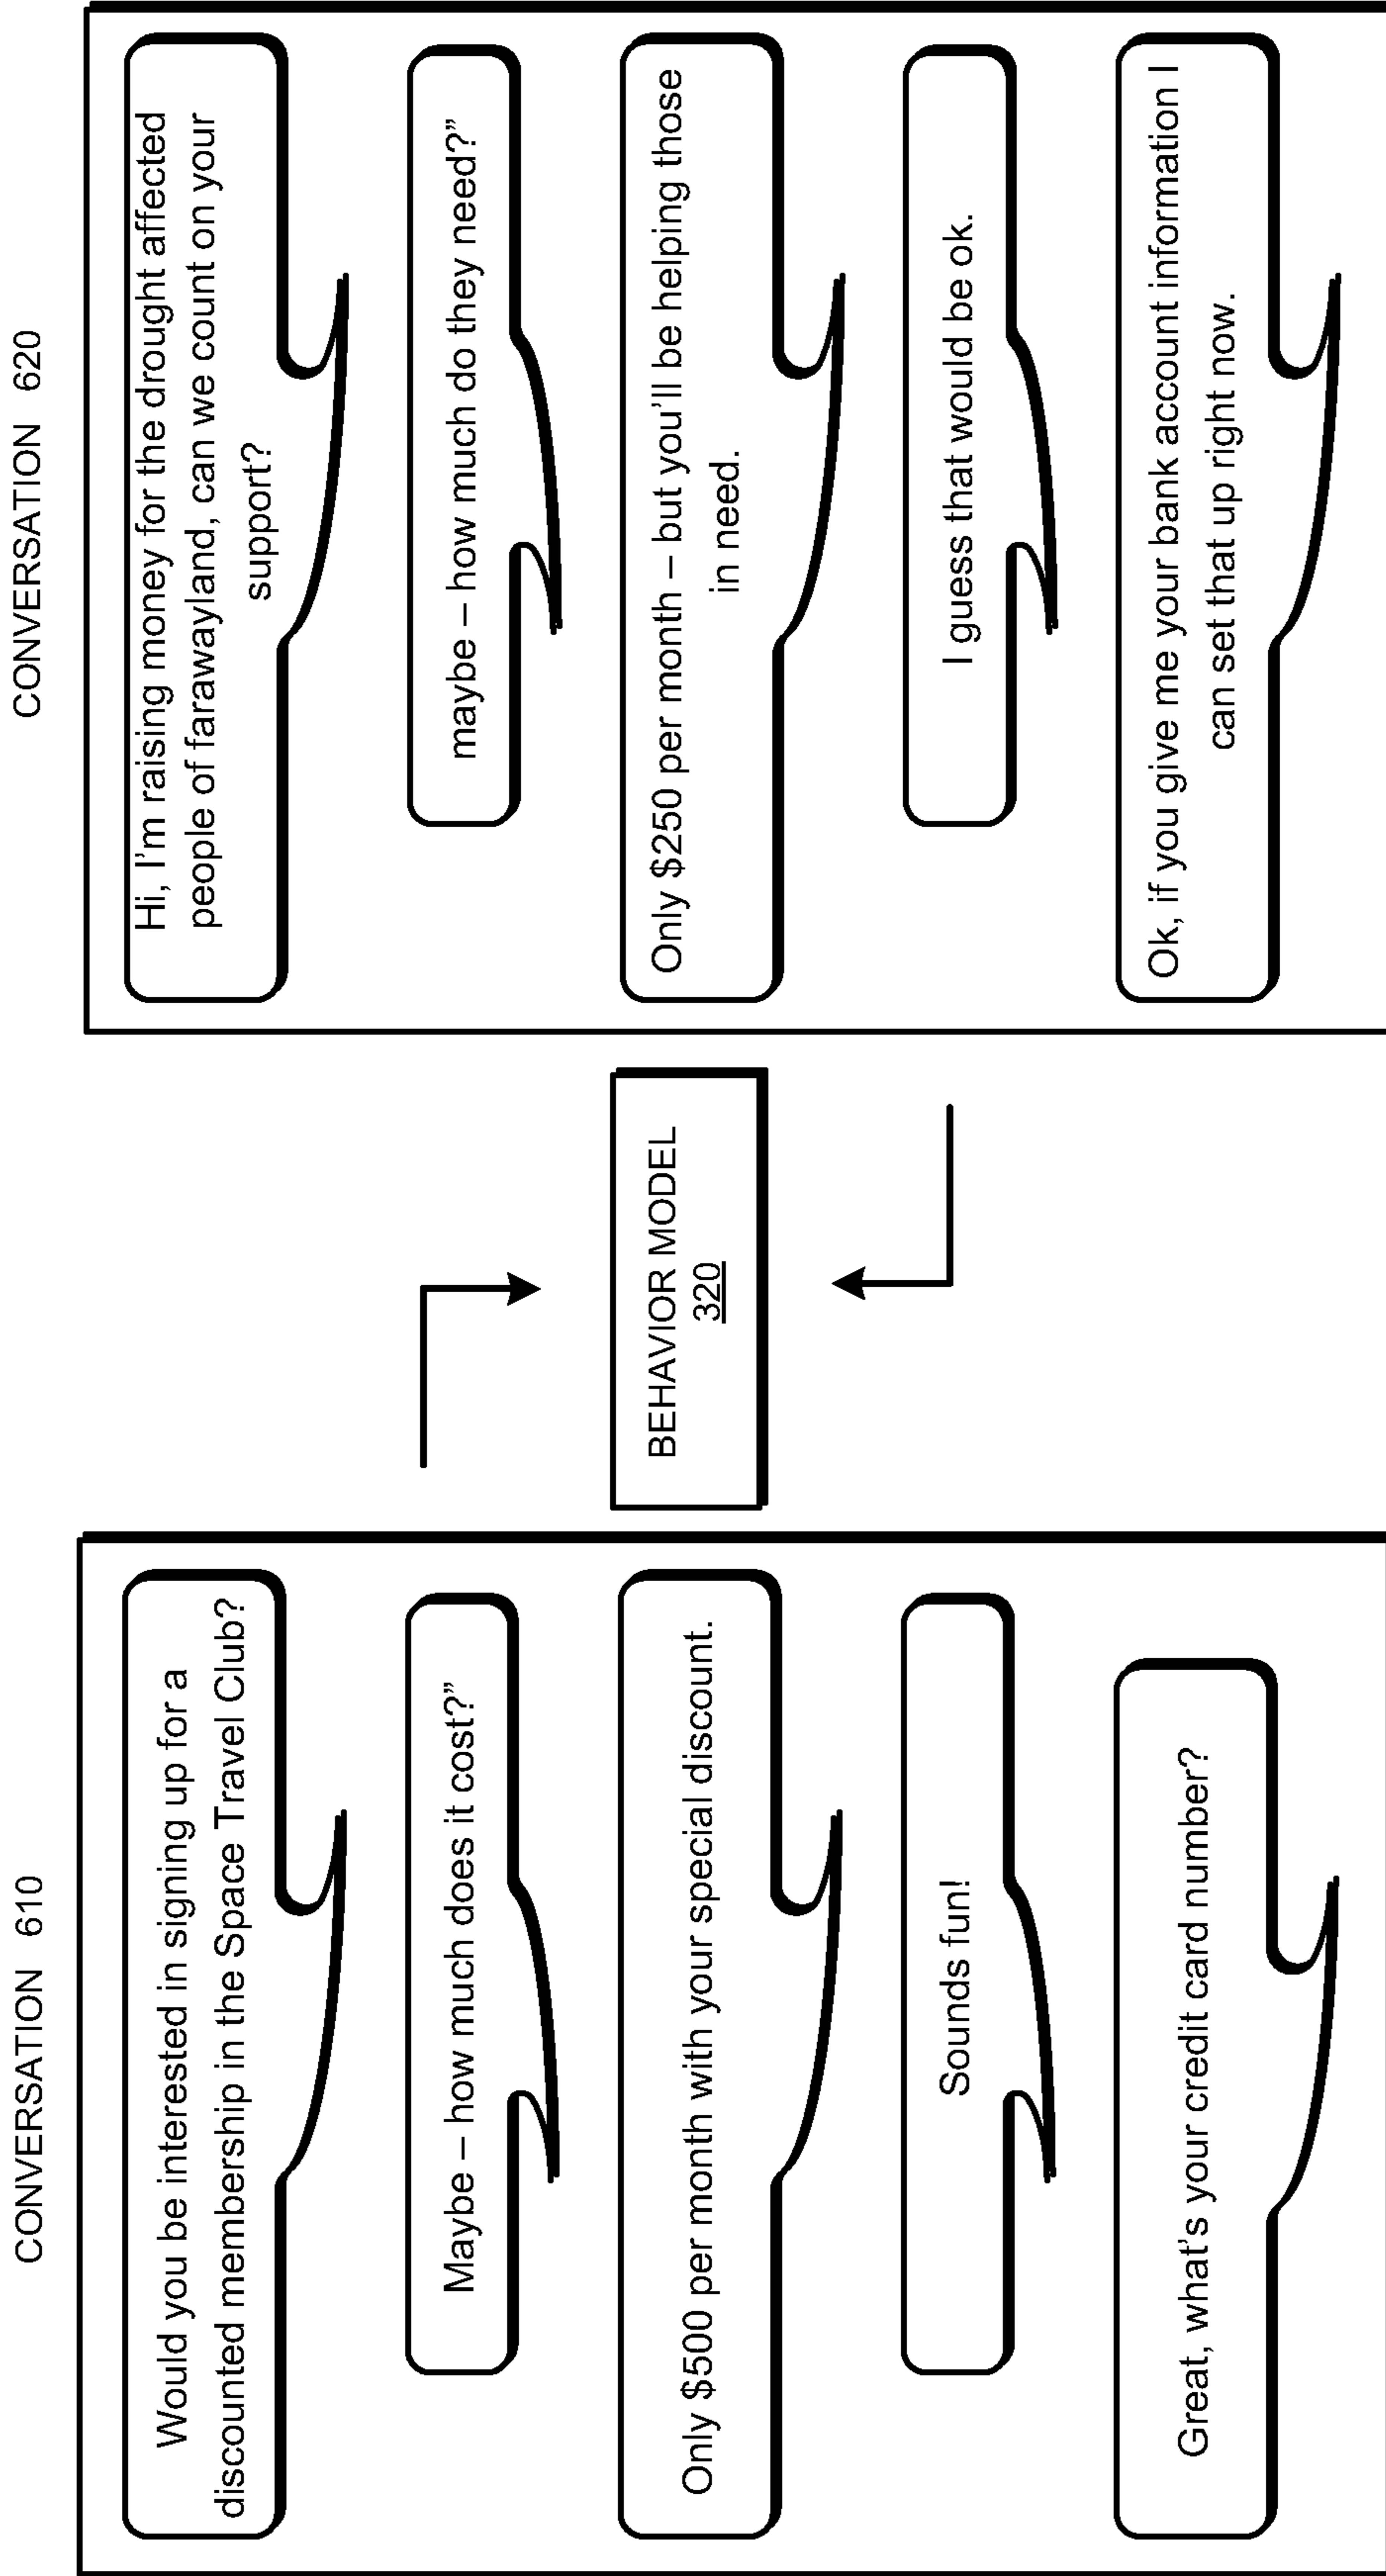 CONVERSATION 610
Would you be interested in signing up for a
discounted membership in the Space Travel Club?
Maybe – how much does it cost?”
Only $500 per month with your special discount.
Sounds fun!
Great, what's your credit card number?
BEHAVIOR MODEL
320
CONVERSATION 620
Hi, I'm raising money for the drought affected
people of farawayland, can we count on your
support?
maybe – how much do they need?”
Only $250 per month – but you'll be helping those
in need.
I guess that would be ok.
Ok, if you give me your bank account information I
can set that up right now.